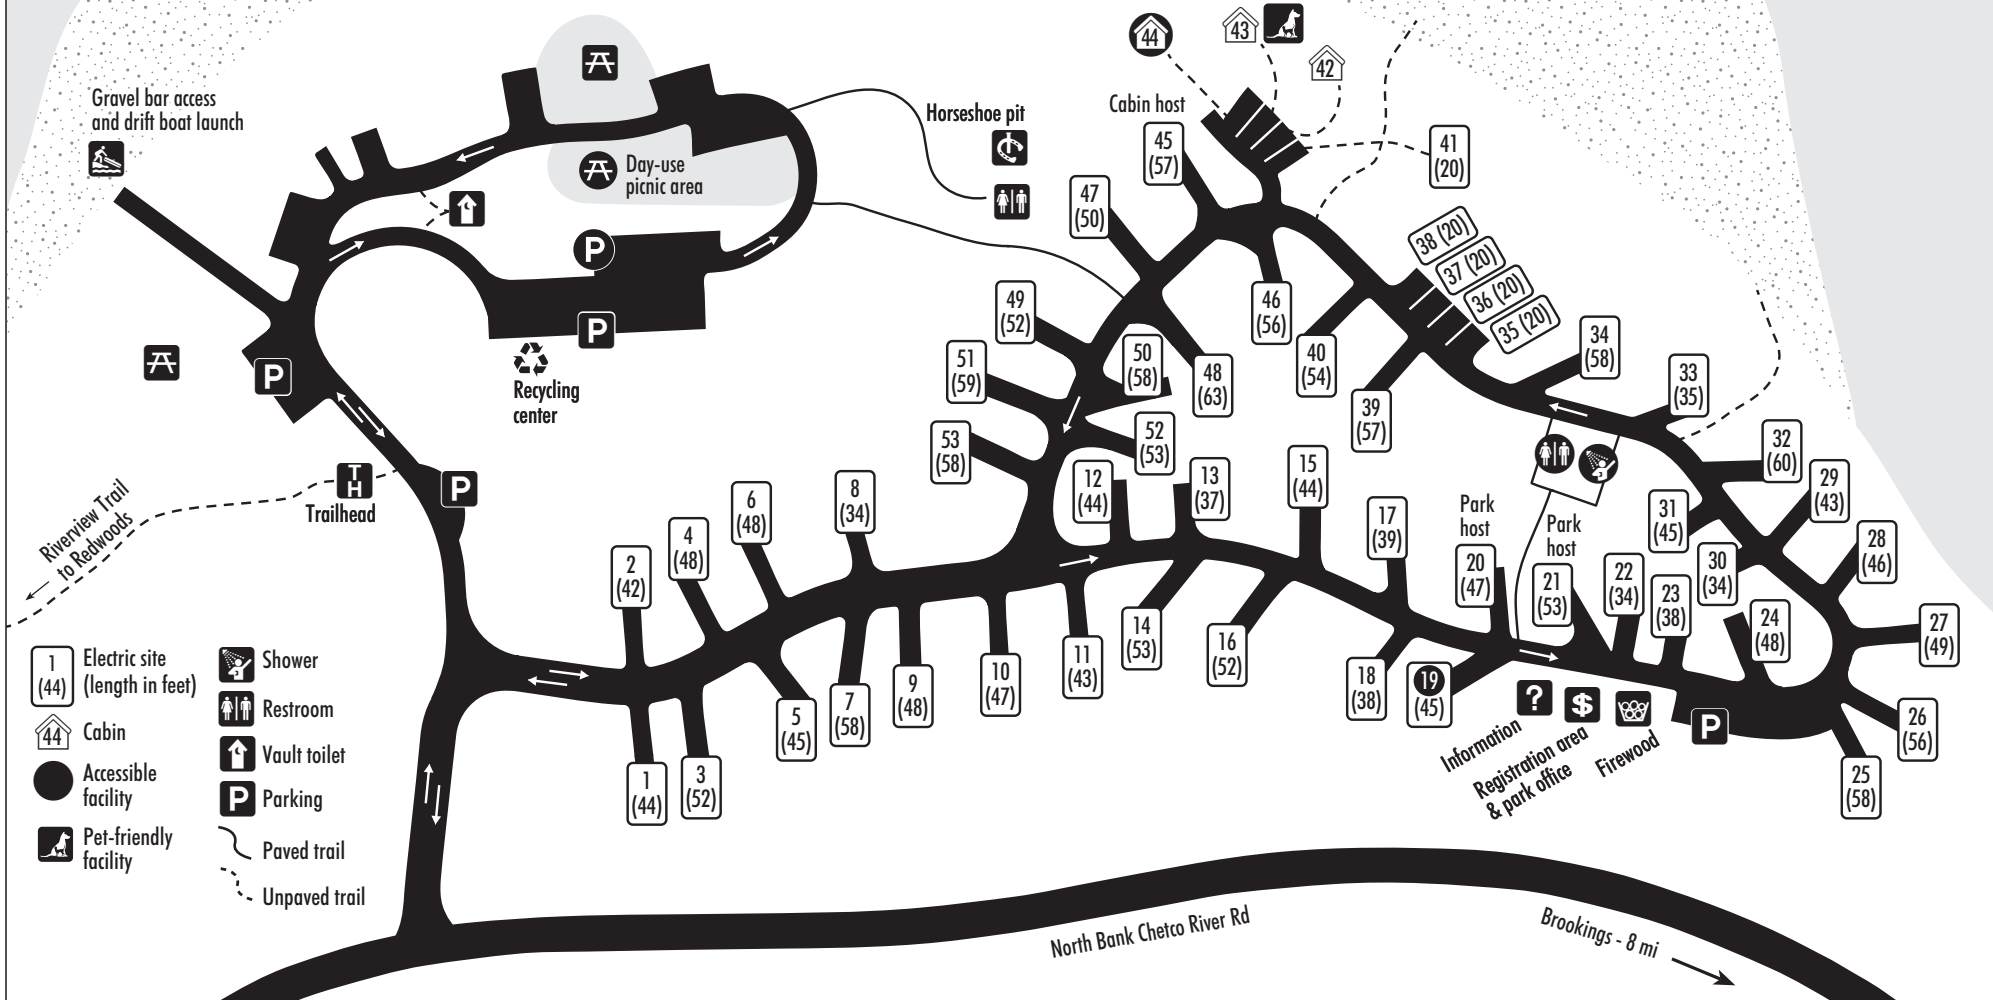 Gravel bar access
and drift boat launch
Day-use
picnic area
P
P
P
P
Recycling
center
TH
Trailhead
Riverview Trail
to Redwoods
Horseshoe pit
Cabin host
44
43
42
41
(20)
45
(57)
47
(50)
46
(56)
38 (20)
37 (20)
36 (20)
35 (20)
49
(52)
50
(58)
48
(63)
40
(54)
39
(57)
34
(58)
33
(35)
51
(59)
53
(58)
52
(53)
32
(60)
29
(43)
31
(45)
30
(34)
28
(46)
27
(49)
26
(56)
25
(58)
24
(48)
23
(38)
22
(34)
Park
host
21
(53)
Park
host
20
(47)
19
(45)
18
(38)
17
(39)
16
(52)
15
(44)
14
(53)
13
(37)
12
(44)
11
(43)
10
(47)
9
(48)
8
(34)
7
(58)
6
(48)
5
(45)
4
(48)
3
(52)
2
(42)
1
(44)
?
Information
$
Registration area
& park office
Firewood
P
1
(44)
Electric site
(length in feet)
44
Cabin
Accessible
facility
Pet-friendly
facility
Shower
Restroom
Vault toilet
P
Parking
Paved trail
Unpaved trail
North Bank Chetco River Rd
Brookings - 8 mi